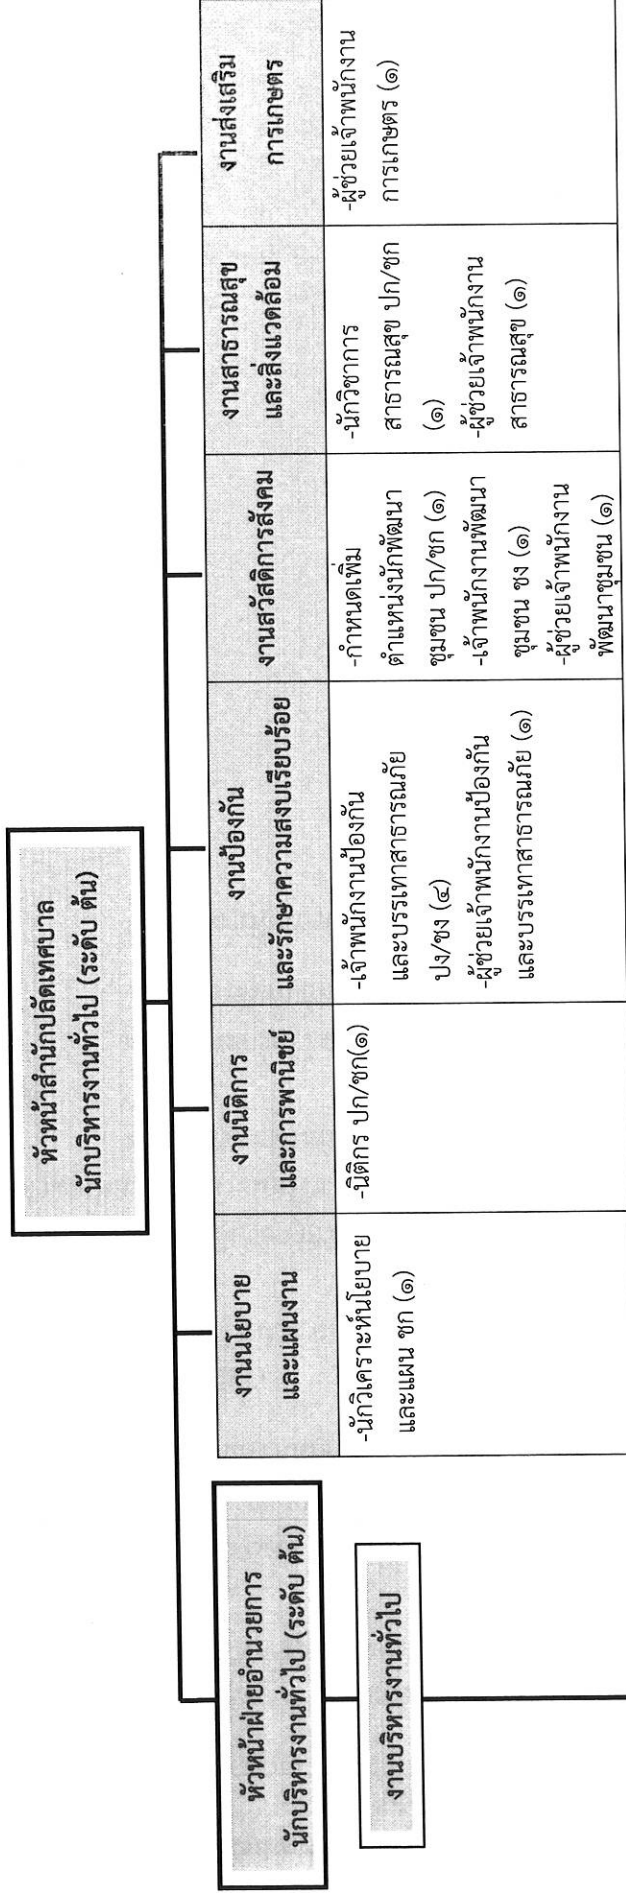 หัวหน้าสำนักปลัดเทศบาล
นักบริหารงานทั่วไป (ระดับ ต้น)
หัวหน้าฝ่ายอำนวยการ
นักบริหารงานทั่วไป (ระดับ ต้น)
งานบริหารงานทั่วไป
งานนโยบาย
และแผนงาน
-นักวิเคราะห์นโยบาย
และแผน ชก (๑)
งานนิติการ
และการพานิชย์
-นิติกร ปก/ชก(๑)
งานป้องกัน
และรักษาความสงบเรียบร้อย
-เจ้าพนักงานป้องกัน
และบรรเทาสาธารณภัย
ปง/ชง (๔)
-ผู้ช่วยเจ้าพนักงานป้องกัน
และบรรเทาสาธารณภัย (๑)
งานสวัสดิการสังคม
-กำหนดเพิ่ม
ตำแหน่งนักพัฒนา
ชุมชน ปก/ชก (๑)
-เจ้าพนักงานพัฒนา
ชุมชน ชง (๑)
-ผู้ช่วยเจ้าพนักงาน
พัฒนาชุมชน (๑)
งานสาธารณสุข
และสิ่งแวดล้อม
-นักวิชาการ
สาธารณสุข ปก/ชก
(๑)
-ผู้ช่วยเจ้าพนักงาน
สาธารณสุข (๑)
งานส่งเสริม
การเกษตร
-ผู้ช่วยเจ้าพนักงาน
การเกษตร (๑)